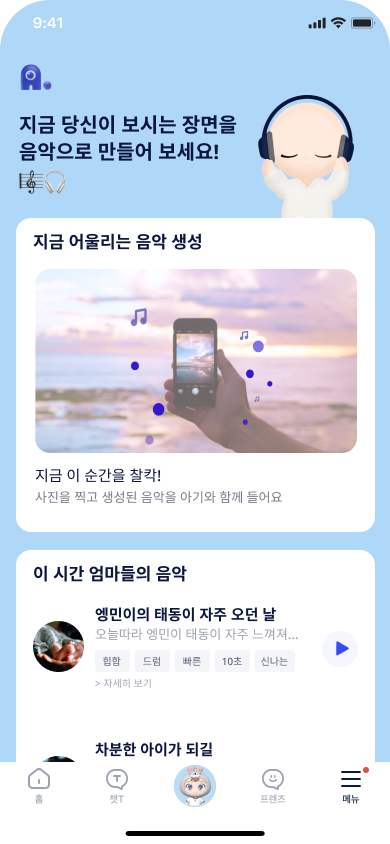 9:41
지금 당신이 보시는 장면을
음악으로 만들어 보세요!
지금 어울리는 음악 생성
지금 이 순간을 찰칵!
사진을 찍고 생성된 음악을 아기와 함께 들어요
이 시간 엄마들의 음악
엥민이의 태동이 자주 오던 날
오늘따라 엥민이 태동이 자주 느껴져...
힙합 드럼 빠른 10초 신나는
> 자세히 보기
차분한 아이가 되길
홈 챗T 프렌즈 메뉴